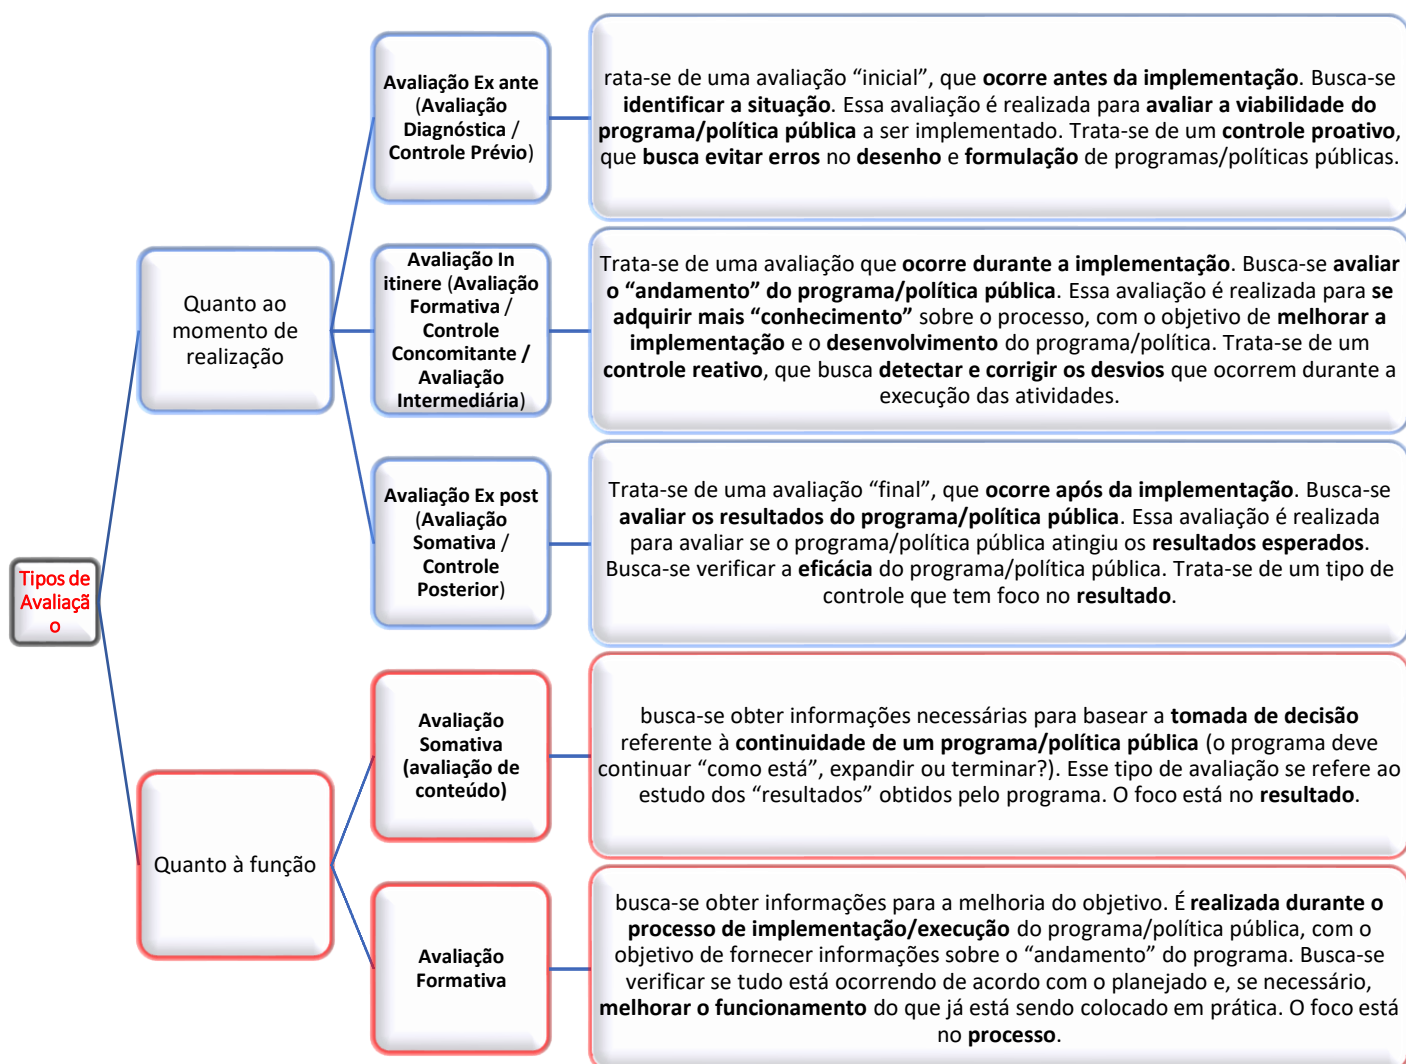 Tipos de
Avaliaçã
o
Quanto ao
momento de
realização
Avaliação Ex ante
(Avaliação
Diagnóstica /
Controle Prévio)
rata-se de uma avaliação “inicial”, que ocorre antes da implementação. Busca-se
identificar a situação. Essa avaliação é realizada para avaliar a viabilidade do
programa/política pública a ser implementado. Trata-se de um controle proativo,
que busca evitar erros no desenho e formulação de programas/políticas públicas.
Avaliação In
itinere (Avaliação
Formativa /
Controle
Concomitante /
Avaliação
Intermediária)
Trata-se de uma avaliação que ocorre durante a implementação. Busca-se avaliar
o “andamento” do programa/política pública. Essa avaliação é realizada para se
adquirir mais “conhecimento” sobre o processo, com o objetivo de melhorar a
implementação e o desenvolvimento do programa/política. Trata-se de um
controle reativo, que busca detectar e corrigir os desvios que ocorrem durante a
execução das atividades.
Avaliação Ex post
(Avaliação
Somativa /
Controle
Posterior)
Trata-se de uma avaliação “final”, que ocorre após da implementação. Busca-se
avaliar os resultados do programa/política pública. Essa avaliação é realizada
para avaliar se o programa/política pública atingiu os resultados esperados.
Busca-se verificar a eficácia do programa/política pública. Trata-se de um tipo de
controle que tem foco no resultado.
Quanto à função
Avaliação
Somativa
(avaliação de
conteúdo)
busca-se obter informações necessárias para basear a tomada de decisão
referente à continuidade de um programa/política pública (o programa deve
continuar “como está”, expandir ou terminar?). Esse tipo de avaliação se refere ao
estudo dos “resultados” obtidos pelo programa. O foco está no resultado.
Avaliação
Formativa
busca-se obter informações para a melhoria do objetivo. É realizada durante o
processo de implementação/execução do programa/política pública, com o
objetivo de fornecer informações sobre o “andamento” do programa. Busca-se
verificar se tudo está ocorrendo de acordo com o planejado e, se necessário,
melhorar o funcionamento do que já está sendo colocado em prática. O foco está
no processo.